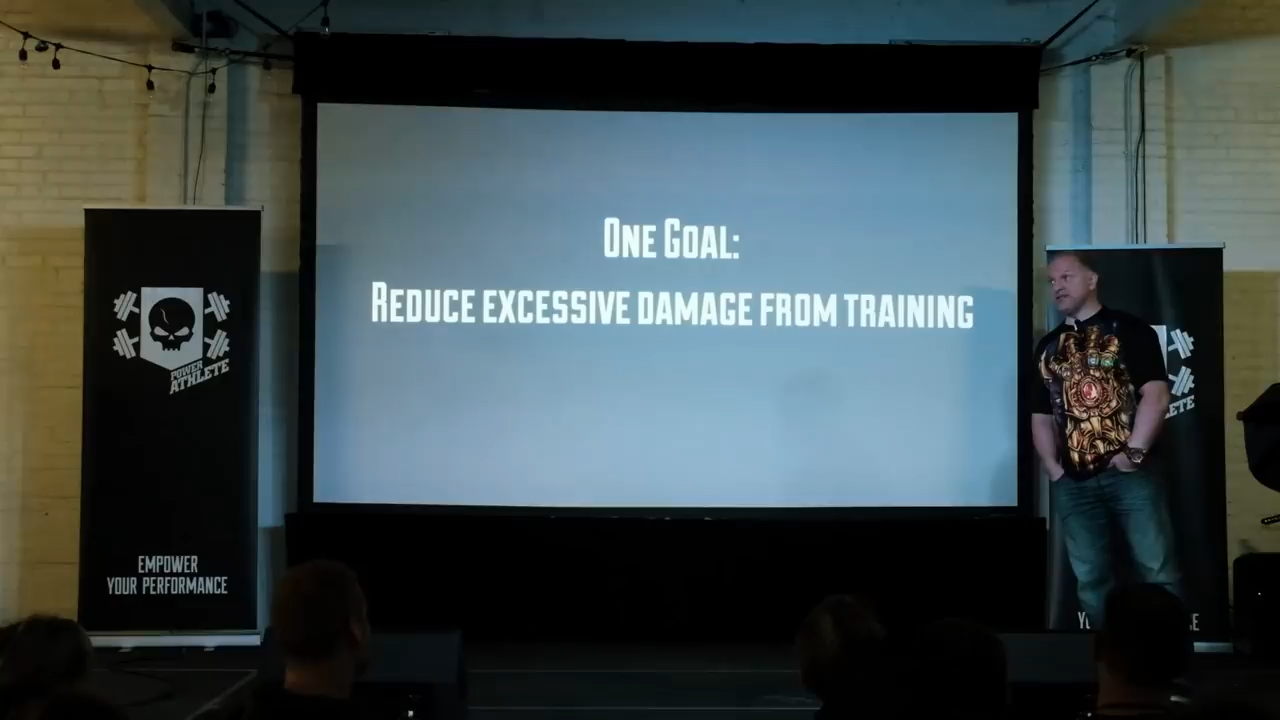 One Goal:
Reduce excessive damage from training
POWER
ATHLETE
EMPOWER
YOUR PERFORMANCE